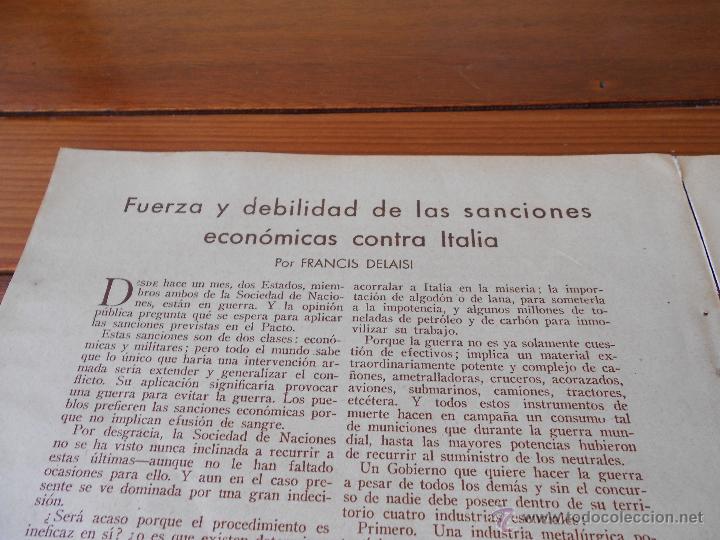 Fuerza y debilidad de las sanciones
económicas contra Italia
Por FRANCIS DELAISI
DESDE hace un mes, dos Estados, miem-
bros ambos de la Sociedad de Nacio-
nes, están en guerra. Y la opinión
pública pregunta qué se espera para aplicar
las sanciones previstas en el Pacto.
Estas sanciones son de dos clases: econó-
micas y militares; pero todo el mundo sabe
que lo único que haría una intervención ar-
mada sería extender y generalizar el con-
flicto. Su aplicación significaría provocar
una guerra para evitar la guerra. Los pue-
blos prefieren las sanciones económicas por-
que no implican efusión de sangre.
Por desgracia, la Sociedad de Naciones
no se ha visto nunca inclinada a recurrir a
estas últimas—aunque no le han faltado
ocasiones para ello. Y aun en el caso pre-
sente se ve dominada por una gran indeci-
sión.
¿Será acaso porque el procedimiento es
ineficaz en sí? ¿o es que existen
acorralar a Italia en la miseria; la impor-
tación de algodón o de lana, para someterla
a la impotencia, y algunos millones de to-
neladas de petróleo y de carbón para inmo-
vilizar su trabajo.
Porque la guerra no es ya solamente cues-
tión de efectivos; implica un material ex-
traordinariamente potente y complejo de ca-
ñones, ametralladoras, cruceros, acorazados,
aviones, submarinos, camiones, tractores,
etcétera. Y todos estos instrumentos de
muerte hacen en campaña un consumo tal
de municiones que durante la guerra mun-
dial, hasta las mayores potencias hubieron
de recurrir al suministro de los neutrales.
Un Gobierno que quiere hacer la guerra
a pesar de todos los demás y sin el concur-
so de nadie debe poseer dentro de su terri-
torio cuatro industrias esenciales:
Primero. Una industria metalúrgica
todocoleccion.net